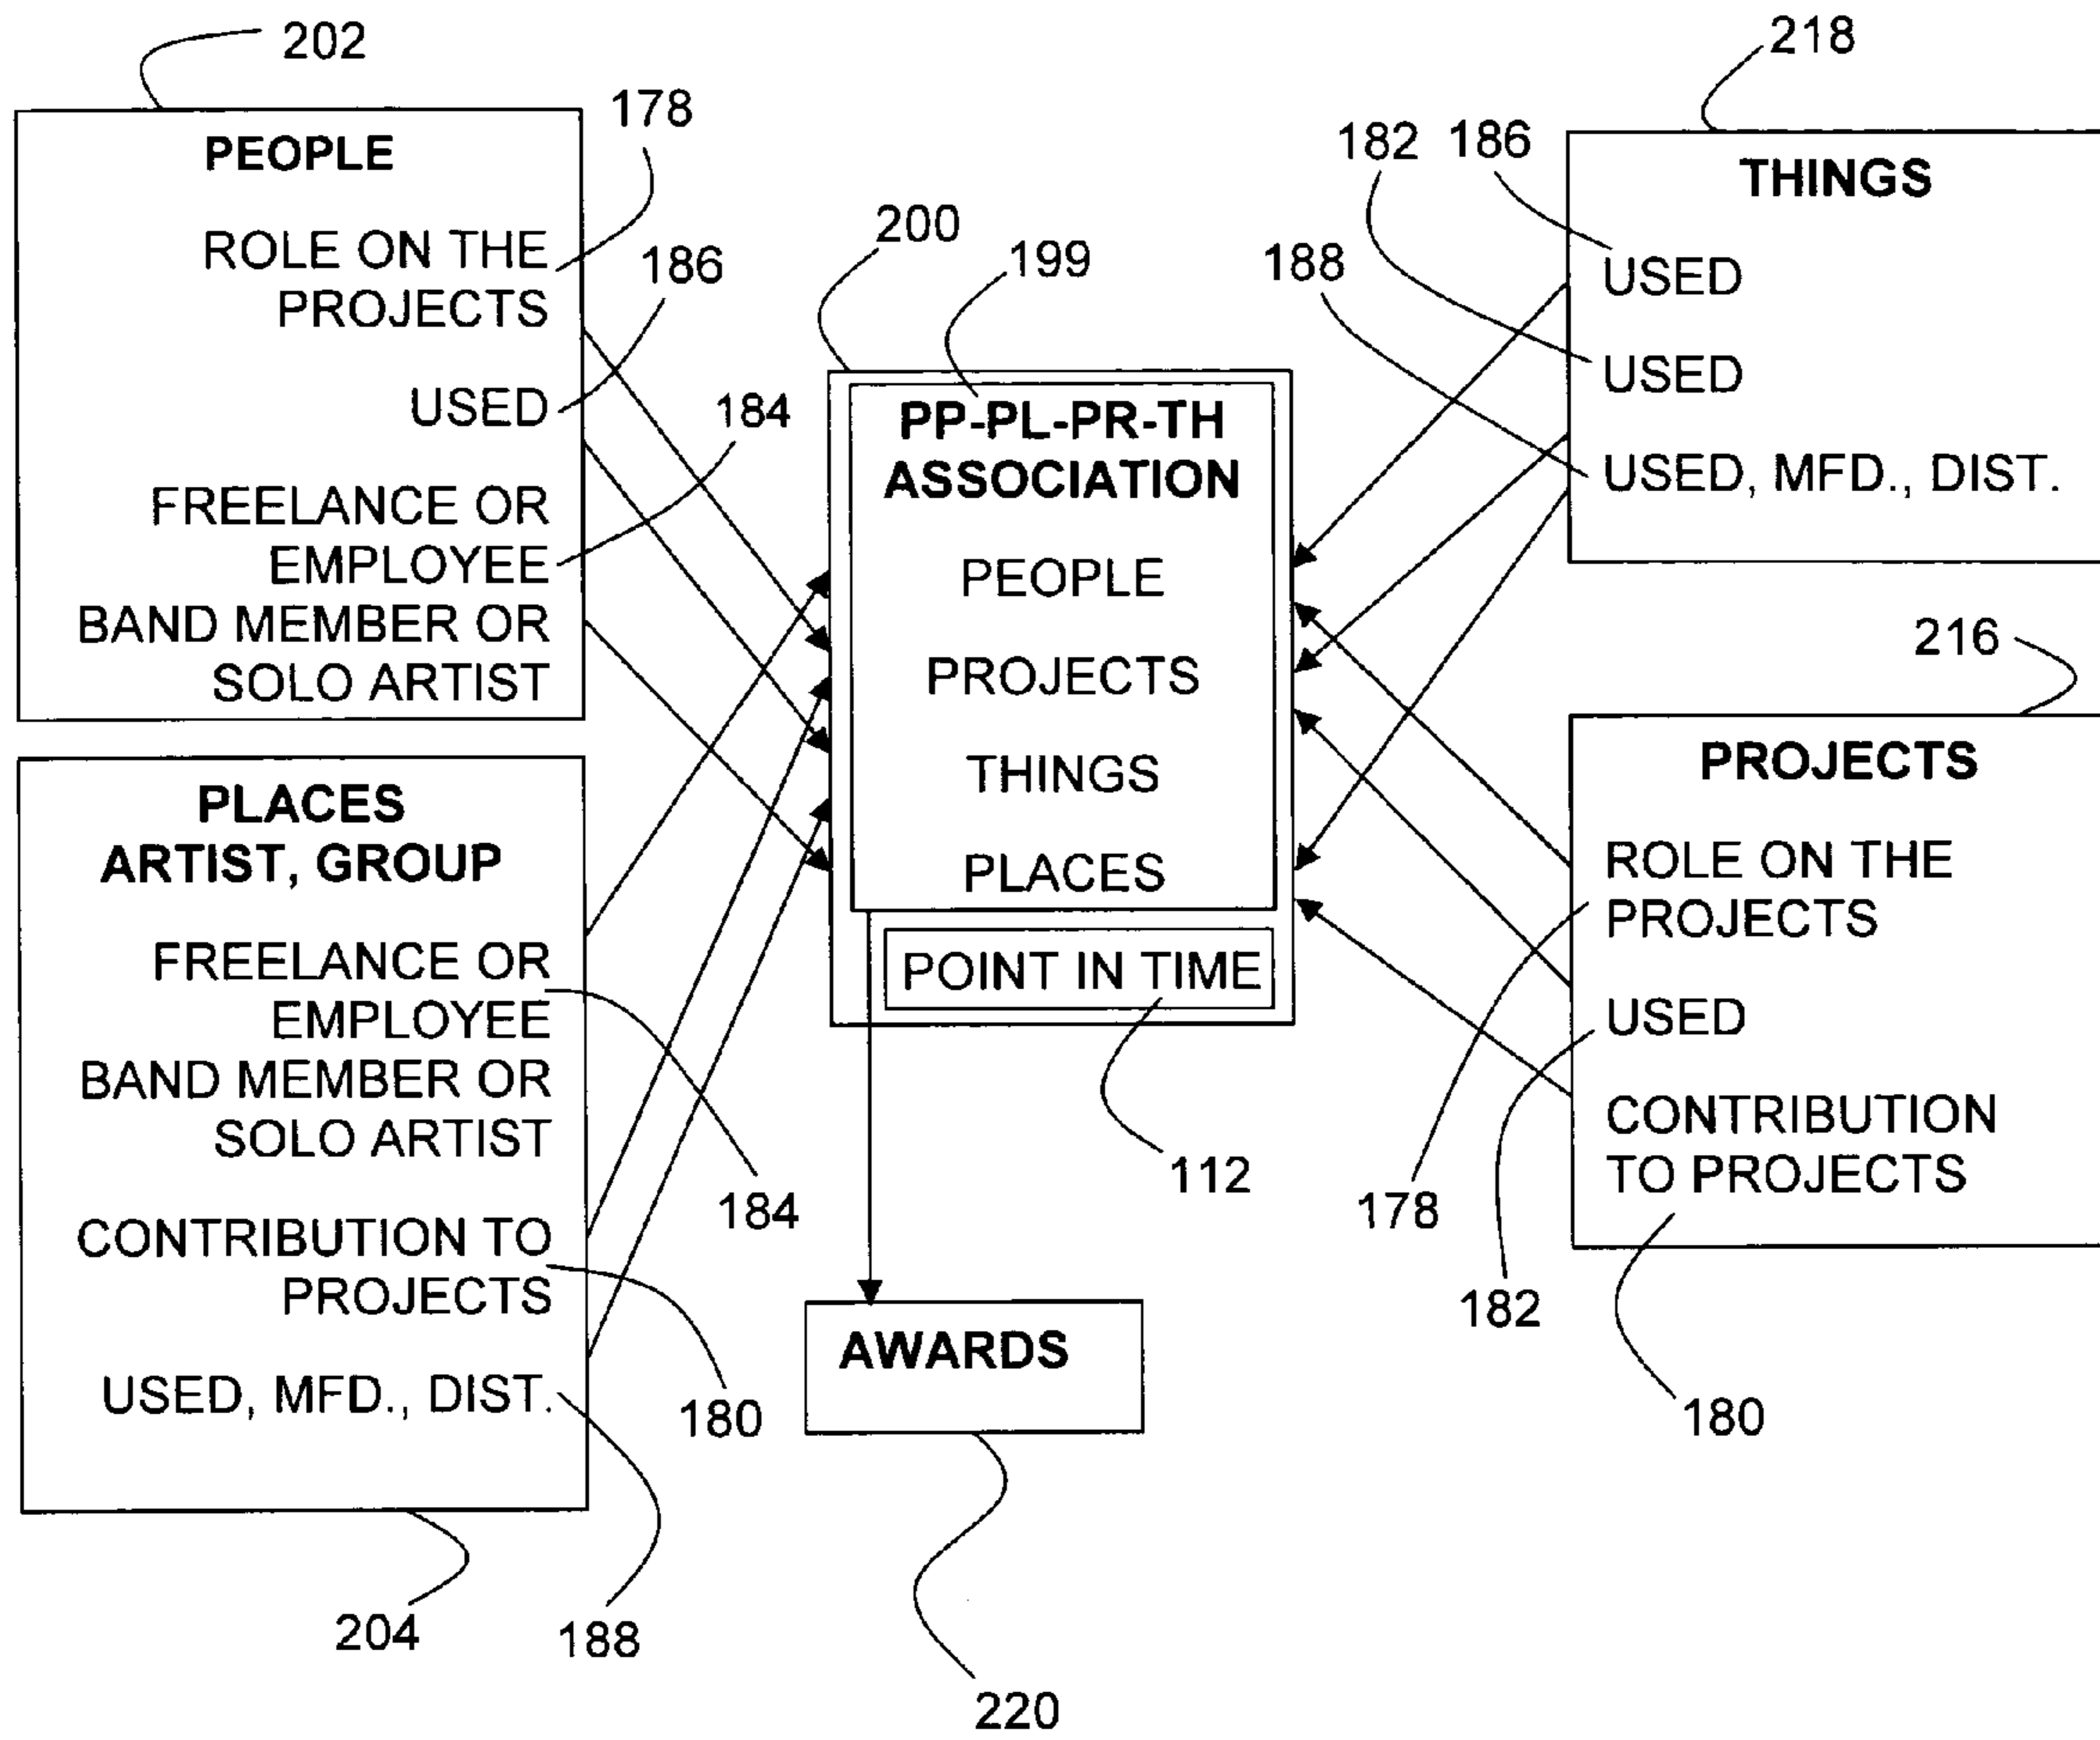 202
PEOPLE
178
ROLE ON THE
PROJECTS
186
USED
184
FREELANCE OR
EMPLOYEE
BAND MEMBER OR
SOLO ARTIST
PLACES
ARTIST, GROUP
FREELANCE OR
EMPLOYEE
BAND MEMBER OR
SOLO ARTIST
184
CONTRIBUTION TO
PROJECTS
180
USED, MFD., DIST.
204
188
200
199
PP-PL-PR-TH
ASSOCIATION
PEOPLE
PROJECTS
THINGS
PLACES
POINT IN TIME
112
AWARDS
220
218
182 186
THINGS
188
USED
USED
USED, MFD., DIST.
216
PROJECTS
ROLE ON THE
PROJECTS
USED
CONTRIBUTION
TO PROJECTS
178
182
180